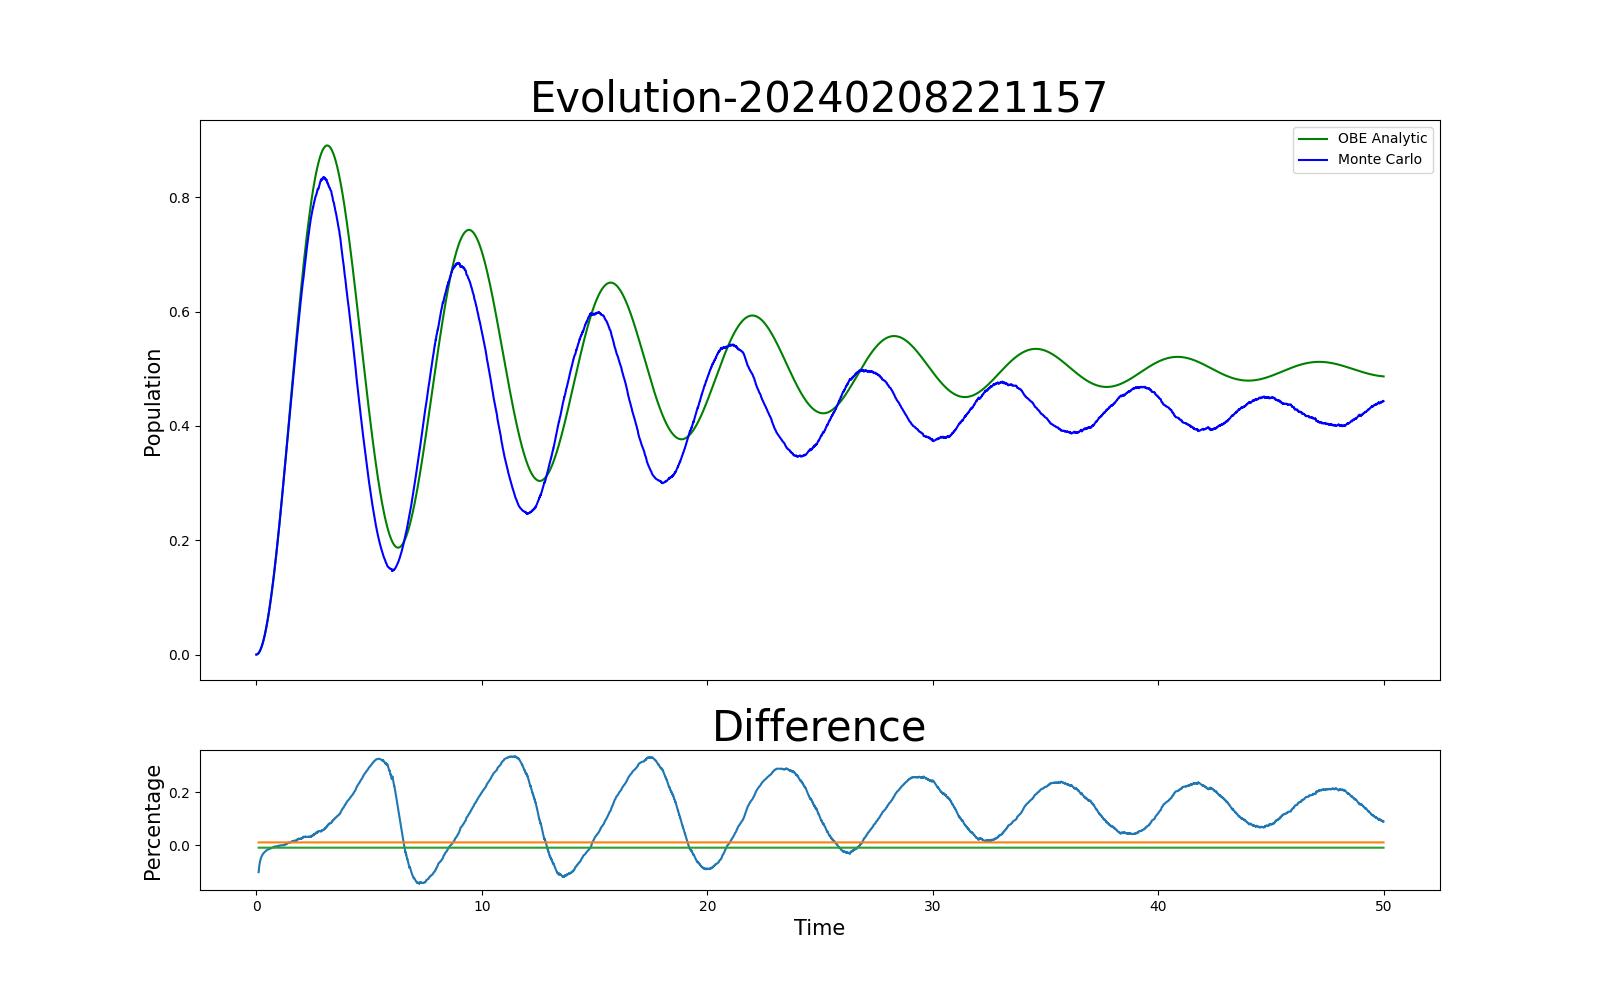 Evolution-20240208221157
OBE Analytic
Monte Carlo
Population
0.8
0.6
0.4
0.2
0.0
Difference
Percentage
0.2
0.0
0
10
20
30
40
50
Time